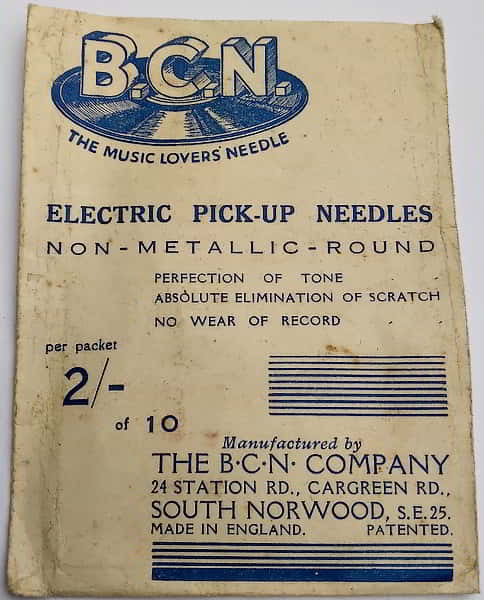 B.C.N.
THE MUSIC LOVERS' NEEDLE
ELECTRIC PICK-UP NEEDLES
NON-METALLIC-ROUND
PERFECTION OF TONE
ABSOLUTE ELIMINATION OF SCRATCH
NO WEAR OF RECORD
per packet
2/-
of 10
Manufactured by
THE B·C·N· COMPANY
24 STATION RD., CARGREEN RD.,
SOUTH NORWOOD, S.E.25.
MADE IN ENGLAND. PATENTED.